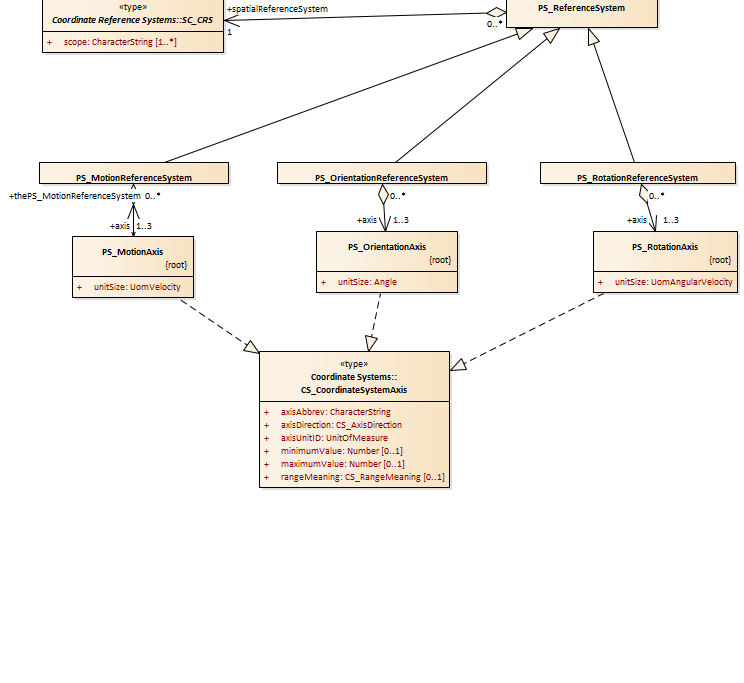 «type»
Coordinate Reference Systems::SC_CRS
+ scope: CharacterString [1..*]
+spatialReferenceSystem
1
0..*
PS_ReferenceSystem
PS_MotionReferenceSystem
PS_OrientationReferenceSystem
PS_RotationReferenceSystem
+thePS_MotionReferenceSystem 0..*
0..*
0..*
+axis 1..3
+axis 1..3
+axis 1..3
PS_MotionAxis
{root}
+ unitSize: UomVelocity
PS_OrientationAxis
{root}
+ unitSize: Angle
PS_RotationAxis
{root}
+ unitSize: UomAngularVelocity
«type»
Coordinate Systems::
CS_CoordinateSystemAxis
+ axisAbbrev: CharacterString
+ axisDirection: CS_AxisDirection
+ axisUnitID: UnitOfMeasure
+ minimumValue: Number [0..1]
+ maximumValue: Number [0..1]
+ rangeMeaning: CS_RangeMeaning [0..1]